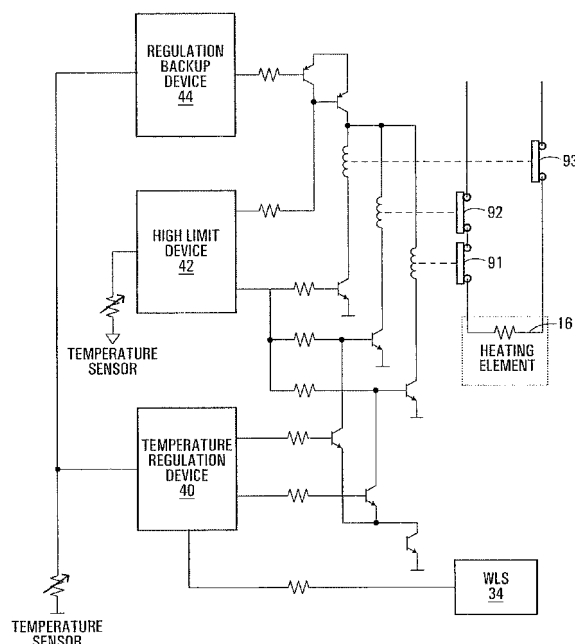 REGULATION
BACKUP
DEVICE
44
93
92
HIGH LIMIT
DEVICE
42
91
16
TEMPERATURE
SENSOR
HEATING
ELEMENT
TEMPERATURE
REGULATION
DEVICE
40
WLS
34
TEMPERATURE
SENSOR